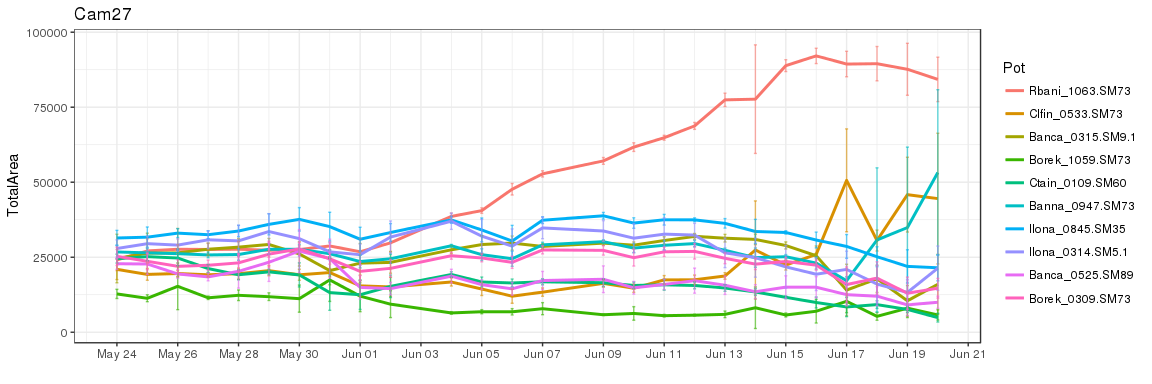 Cam27
TotalArea
100000
75000
50000
25000
0
May 24 May 26 May 28 May 30 Jun 01 Jun 03 Jun 05 Jun 07 Jun 09 Jun 11 Jun 13 Jun 15 Jun 17 Jun 19 Jun 21
Pot
Rbani_1063.SM73
Clfin_0533.SM73
Banca_0315.SM9.1
Borek_1059.SM73
Ctain_0109.SM60
Banna_0947.SM73
Ilona_0845.SM35
Ilona_0314.SM5.1
Banca_0525.SM89
Borek_0309.SM73